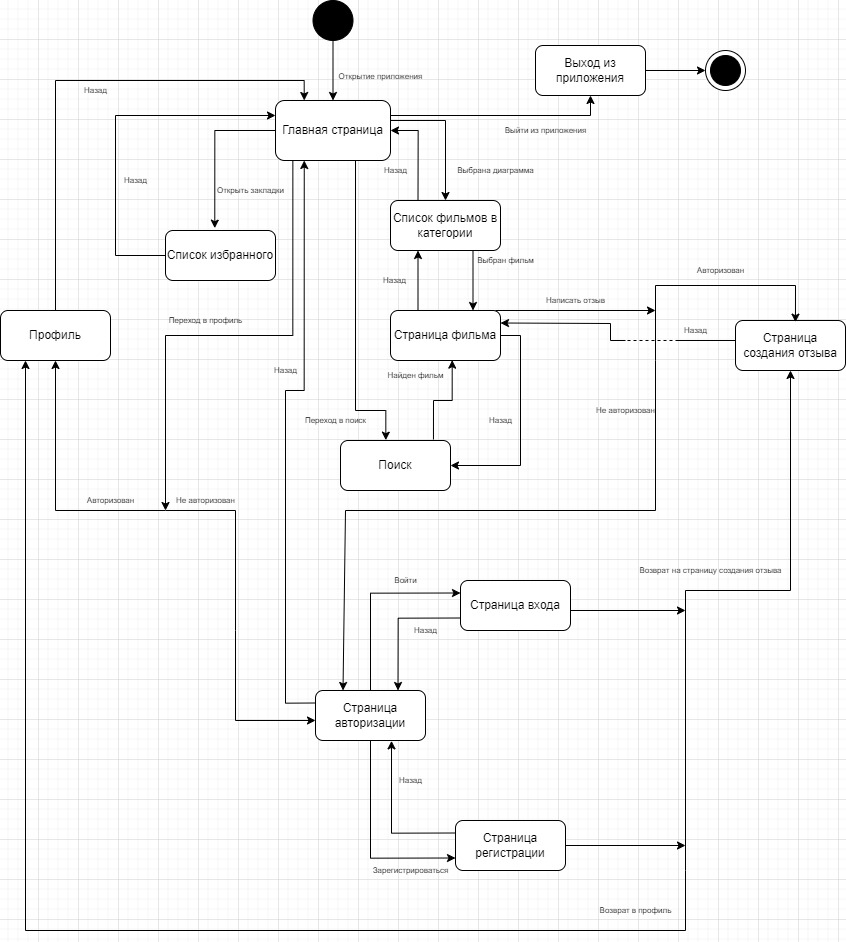 Выход из
приложения
Открытие приложения
Назад
Главная страница
Выйти из приложения
Назад
Выбрана диаграмма
Назад
Открыть закладки
Список фильмов в
категории
Список избранного
Выбран фильм
Авторизован
Назад
Написать отзыв
Переход в профиль
Профиль
Страница фильма
Назад
Страница
создания отзыва
Назад
Найден фильм
Не авторизован
Переход в поиск
Назад
Поиск
Авторизован
Не авторизован
Возврат на страницу создания отзыва
Войти
Страница входа
Назад
Страница
авторизации
Назад
Страница
регистрации
Зарегистрироваться
Возврат в профиль